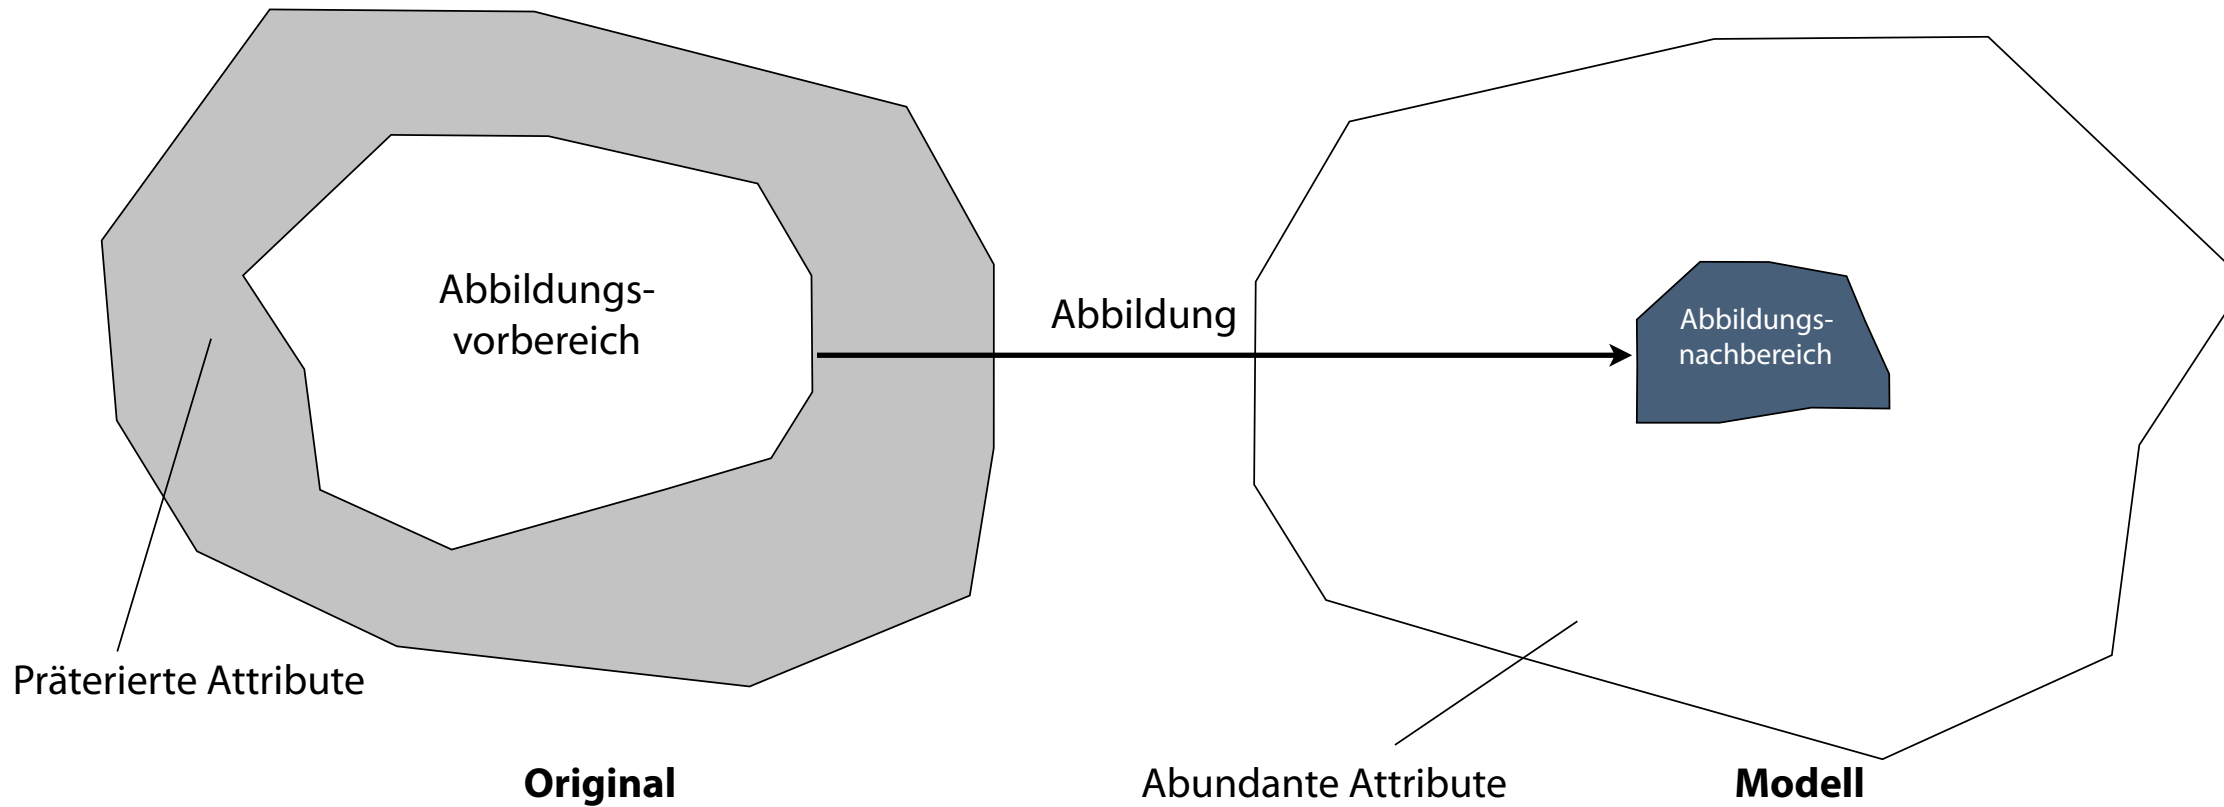 Abbildungs-
vorbereich
Abbildung
Abbildungs-
nachbereich
Präterierte Attribute
Original
Abundante Attribute
Modell